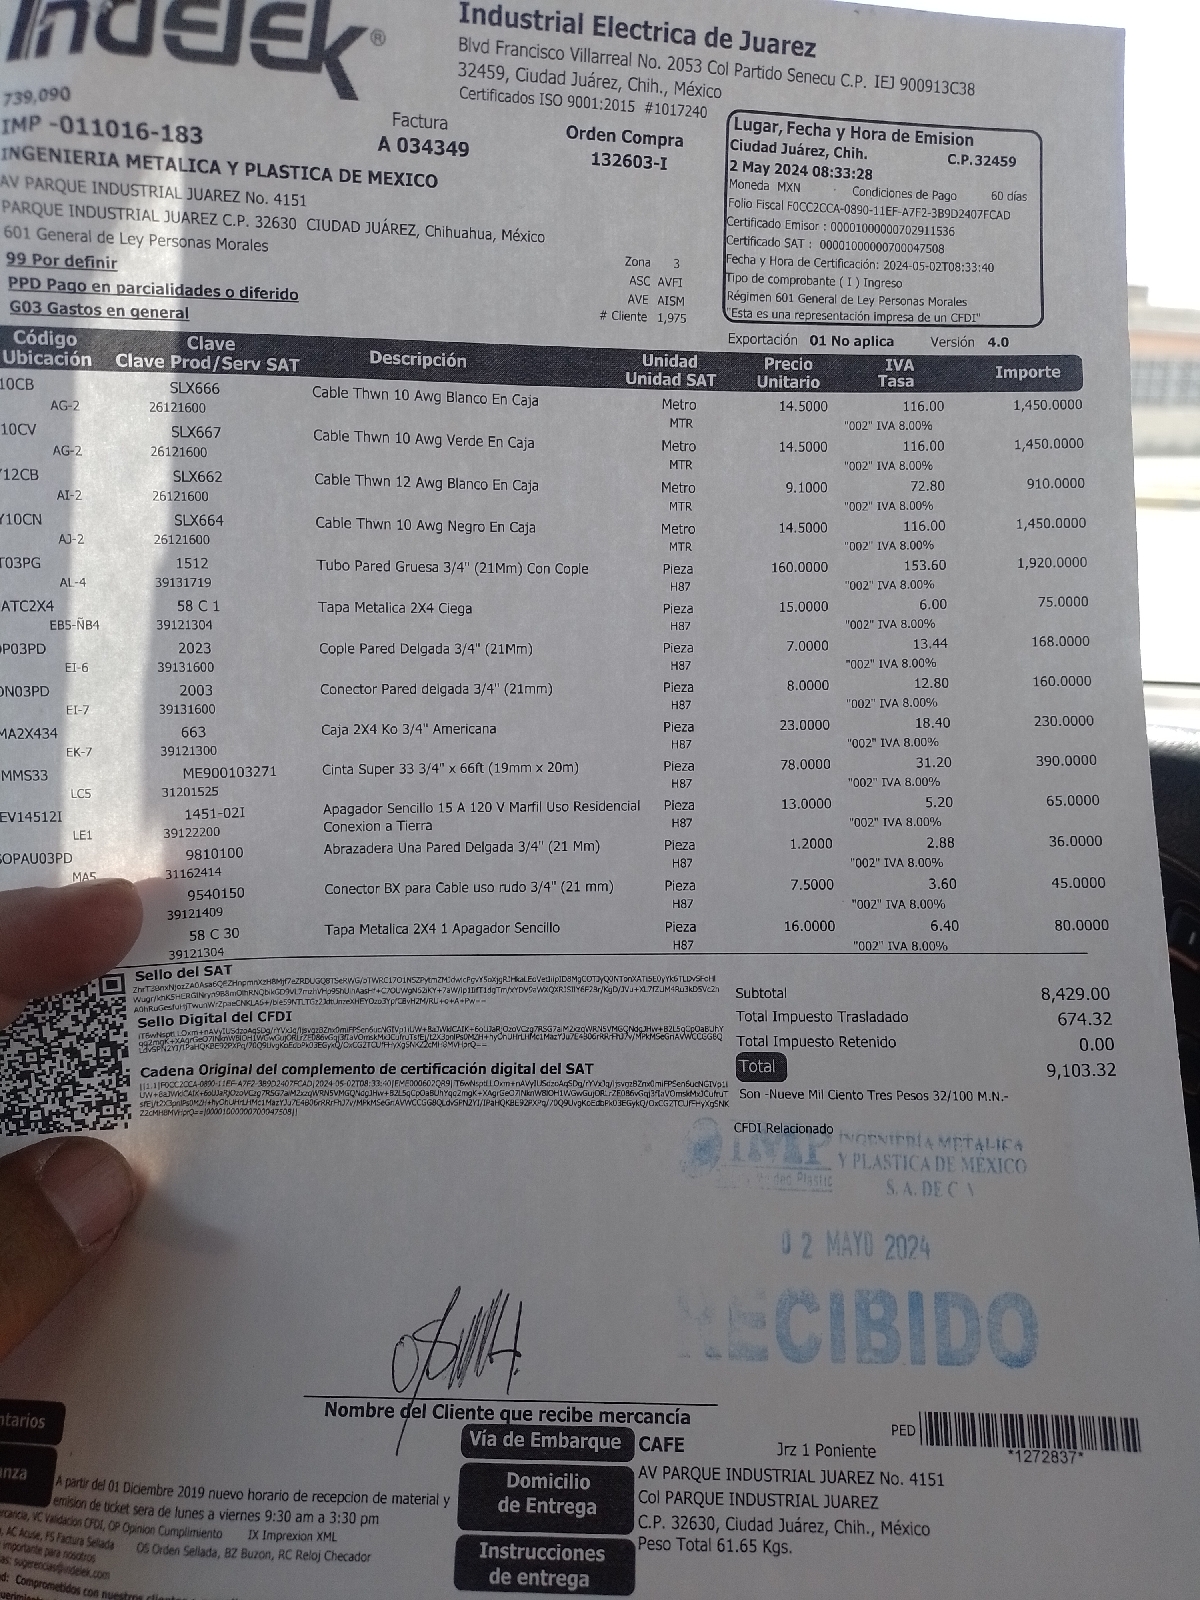 Indelek®
Industrial Electrica de Juarez
Blvd Francisco Villarreal No. 2053 Col Partido Senecu C.P. IEJ 900913C38
32459, Ciudad Juárez, Chih., México
Certificados ISO 9001:2015 #1017240
739,090
IMP -011016-183
Factura
A 034349
Orden Compra
132603-I
INGENIERIA METALICA Y PLASTICA DE MEXICO
AV PARQUE INDUSTRIAL JUAREZ No. 4151
PARQUE INDUSTRIAL JUAREZ C.P. 32630 CIUDAD JUÁREZ, Chihuahua, México
601 General de Ley Personas Morales
99 Por definir
PPD Pago en parcialidades o diferido
G03 Gastos en general
Zona 3
ASC AVFI
AVE AISM
# Cliente 1,975
Lugar, Fecha y Hora de Emision
Ciudad Juárez, Chih. C.P.32459
2 May 2024 08:33:28
Moneda MXN Condiciones de Pago 60 días
Folio Fiscal F0CC2CCA-0890-11EF-A7F2-3B9D2407FCAD
Certificado Emisor : 00001000000702911536
Certificado SAT : 00001000000700047508
Fecha y Hora de Certificación: 2024-05-02T08:33:40
Tipo de comprobante ( I ) Ingreso
Régimen 601 General de Ley Personas Morales
"Esta es una representación impresa de un CFDI"
Exportación 01 No aplica Versión 4.0
Código Ubicación Clave Clave Prod/Serv SAT Descripción Unidad Unidad SAT Precio Unitario IVA Tasa Importe
10CB SLX666 Cable Thwn 10 Awg Blanco En Caja Metro 14.5000 116.00 1,450.0000
AG-2 26121600 MTR "002" IVA 8.00%
10CV SLX667 Cable Thwn 10 Awg Verde En Caja Metro 14.5000 116.00 1,450.0000
AG-2 26121600 MTR "002" IVA 8.00%
12CB SLX662 Cable Thwn 12 Awg Blanco En Caja Metro 9.1000 72.80 910.0000
AI-2 26121600 MTR "002" IVA 8.00%
10CN SLX664 Cable Thwn 10 Awg Negro En Caja Metro 14.5000 116.00 1,450.0000
AJ-2 26121600 MTR "002" IVA 8.00%
T03PG 1512 Tubo Pared Gruesa 3/4" (21Mm) Con Cople Pieza 160.0000 153.60 1,920.0000
AL-4 39131719 H87 "002" IVA 8.00%
ATC2X4 58 C 1 Tapa Metalica 2X4 Ciega Pieza 15.0000 6.00 75.0000
EB5-ÑB4 39121304 H87 "002" IVA 8.00%
P03PD 2023 Cople Pared Delgada 3/4" (21Mm) Pieza 7.0000 13.44 168.0000
EI-6 39131600 H87 "002" IVA 8.00%
ON03PD 2003 Conector Pared delgada 3/4" (21mm) Pieza 8.0000 12.80 160.0000
EI-7 39131600 H87 "002" IVA 8.00%
MA2X434 663 Caja 2X4 Ko 3/4" Americana Pieza 23.0000 18.40 230.0000
EK-7 39121300 H87 "002" IVA 8.00%
MMS33 ME900103271 Cinta Super 33 3/4" x 66ft (19mm x 20m) Pieza 78.0000 31.20 390.0000
LC5 31201525 H87 "002" IVA 8.00%
EV14512I 1451-02I Apagador Sencillo 15 A 120 V Marfil Uso Residencial Pieza 13.0000 5.20 65.0000
LE1 39122200 Conexion a Tierra H87 "002" IVA 8.00%
SOPAU03PD 9810100 Abrazadera Una Pared Delgada 3/4" (21 Mm) Pieza 1.2000 2.88 36.0000
MA5 31162414 H87 "002" IVA 8.00%
9540150 Conector BX para Cable uso rudo 3/4" (21 mm) Pieza 7.5000 3.60 45.0000
39121409 H87 "002" IVA 8.00%
58 C 30 Tapa Metalica 2X4 1 Apagador Sencillo Pieza 16.0000 6.40 80.0000
39121304 H87 "002" IVA 8.00%
Sello del SAT
Sello Digital del CFDI
Cadena Original del complemento de certificación digital del SAT
Subtotal 8,429.00
Total Impuesto Trasladado 674.32
Total Impuesto Retenido 0.00
Total 9,103.32
Son -Nueve Mil Ciento Tres Pesos 32/100 M.N.-
CFDI Relacionado
IMP INGENIERÍA METALICA
Y PLASTICA DE MEXICO
S.A. DE C V
02 MAYO 2024
RECIBIDO
Nombre del Cliente que recibe mercancía
Vía de Embarque CAFE Jrz 1 Poniente
PED *1272837*
Domicilio de Entrega
AV PARQUE INDUSTRIAL JUAREZ No. 4151
Col PARQUE INDUSTRIAL JUAREZ
C.P. 32630, Ciudad Juárez, Chih., México
Peso Total 61.65 Kgs.
Instrucciones de entrega
ntarios
nza
A partir del 01 Diciembre 2019 nuevo horario de recepcion de material y
emision de ticket sera de lunes a viernes 9:30 am a 3:30 pm
VC Validacion CFDI, OP Opinion Cumplimiento IX Imprexion XML
AC Acuse, FS Factura Sellada OS Orden Sellada, BZ Buzon, RC Reloj Checador
importante para nosotros
sugerencias@indelek.com